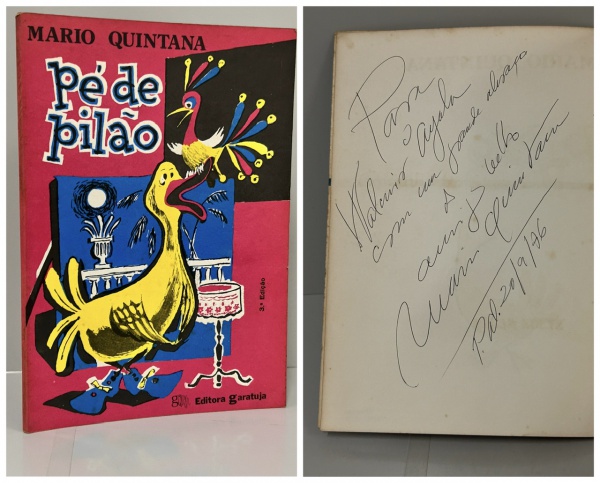 MARIO QUINTANA
Pé de
pilão
3.ª Edição
Editora Garatuja
Para
Walmir Ayala
com um grande abraço
do
amigo velho
Mario Quintana
P.A. 20/9/76